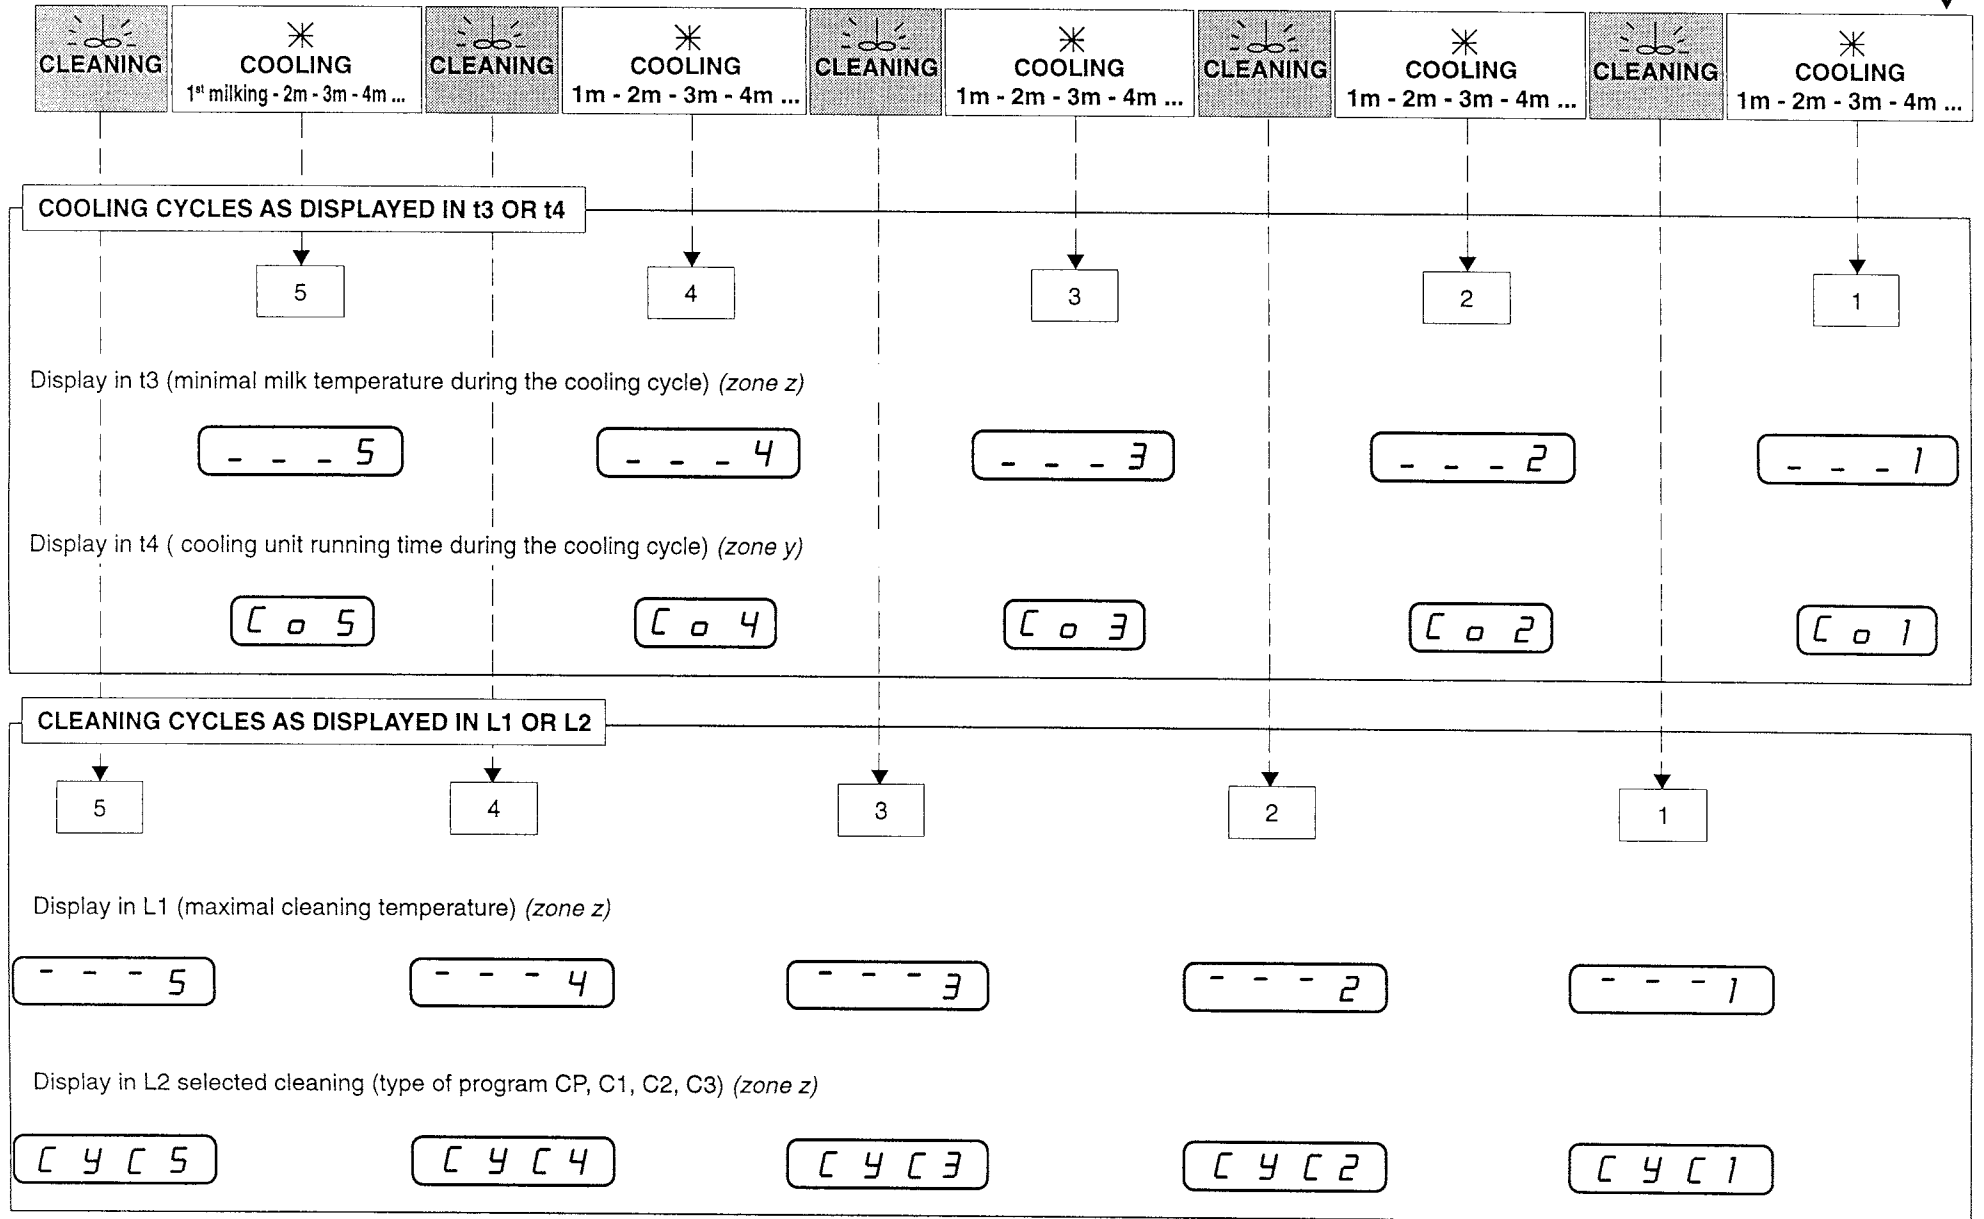 CLEANING COOLING CLEANING COOLING CLEANING COOLING CLEANING COOLING CLEANING COOLING
1st milking - 2m - 3m - 4m ... 1m - 2m - 3m - 4m ... 1m - 2m - 3m - 4m ... 1m - 2m - 3m - 4m ... 1m - 2m - 3m - 4m ...
COOLING CYCLES AS DISPLAYED IN t3 OR t4
5 4 3 2 1
Display in t3 (minimal milk temperature during the cooling cycle) (zone z)
_ _ _ 5 _ _ _ 4 _ _ _ 3 _ _ _ 2 _ _ _ 1
Display in t4 ( cooling unit running time during the cooling cycle) (zone y)
C o 5 C o 4 C o 3 C o 2 C o 1
CLEANING CYCLES AS DISPLAYED IN L1 OR L2
5 4 3 2 1
Display in L1 (maximal cleaning temperature) (zone z)
- - - 5 - - - 4 - - - 3 - - - 2 - - - 1
Display in L2 selected cleaning (type of program CP, C1, C2, C3) (zone z)
C Y C 5 C Y C 4 C Y C 3 C Y C 2 C Y C 1